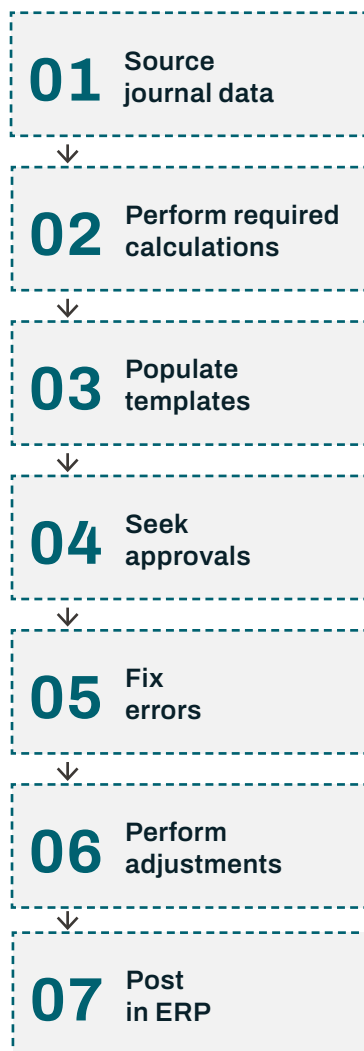 01 Source
journal data
02 Perform required
calculations
03 Populate
templates
04 Seek
approvals
05 Fix
errors
06 Perform
adjustments
07 Post
in ERP